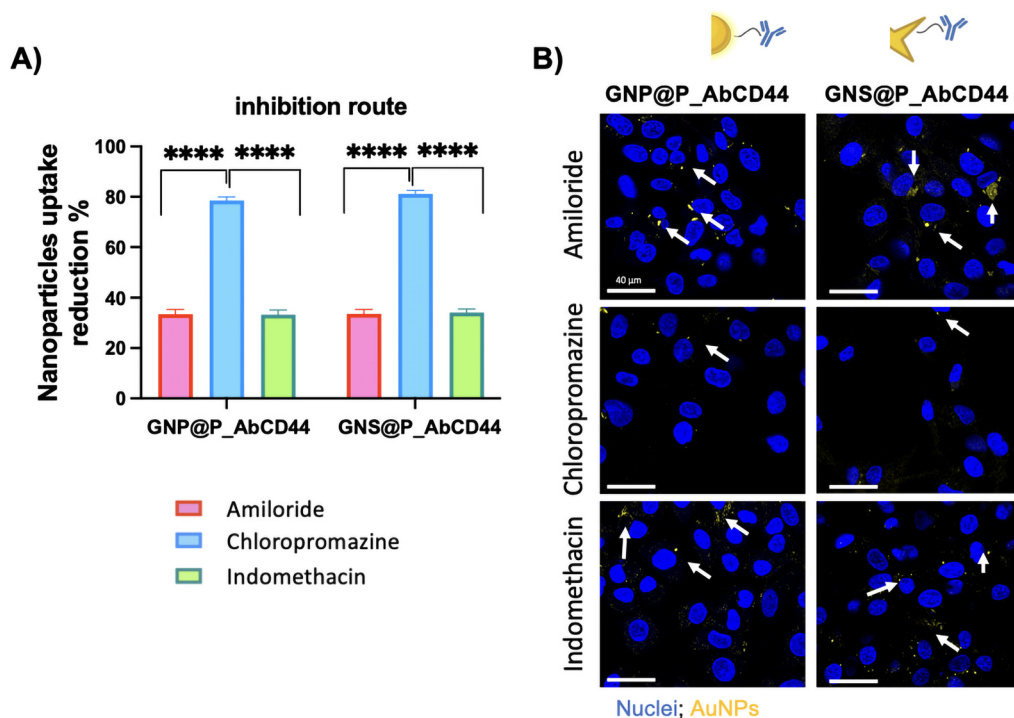 A)
inhibition route
**** ****
**** ****
Nanoparticles uptake
reduction %
100
80
60
40
20
0
GNP@P_AbCD44
GNS@P_AbCD44
Amiloride
Chloropromazine
Indomethacin
B)
GNP@P_AbCD44
GNS@P_AbCD44
Amiloride
40 µm
Chloropromazine
Indomethacin
Nuclei; AuNPs